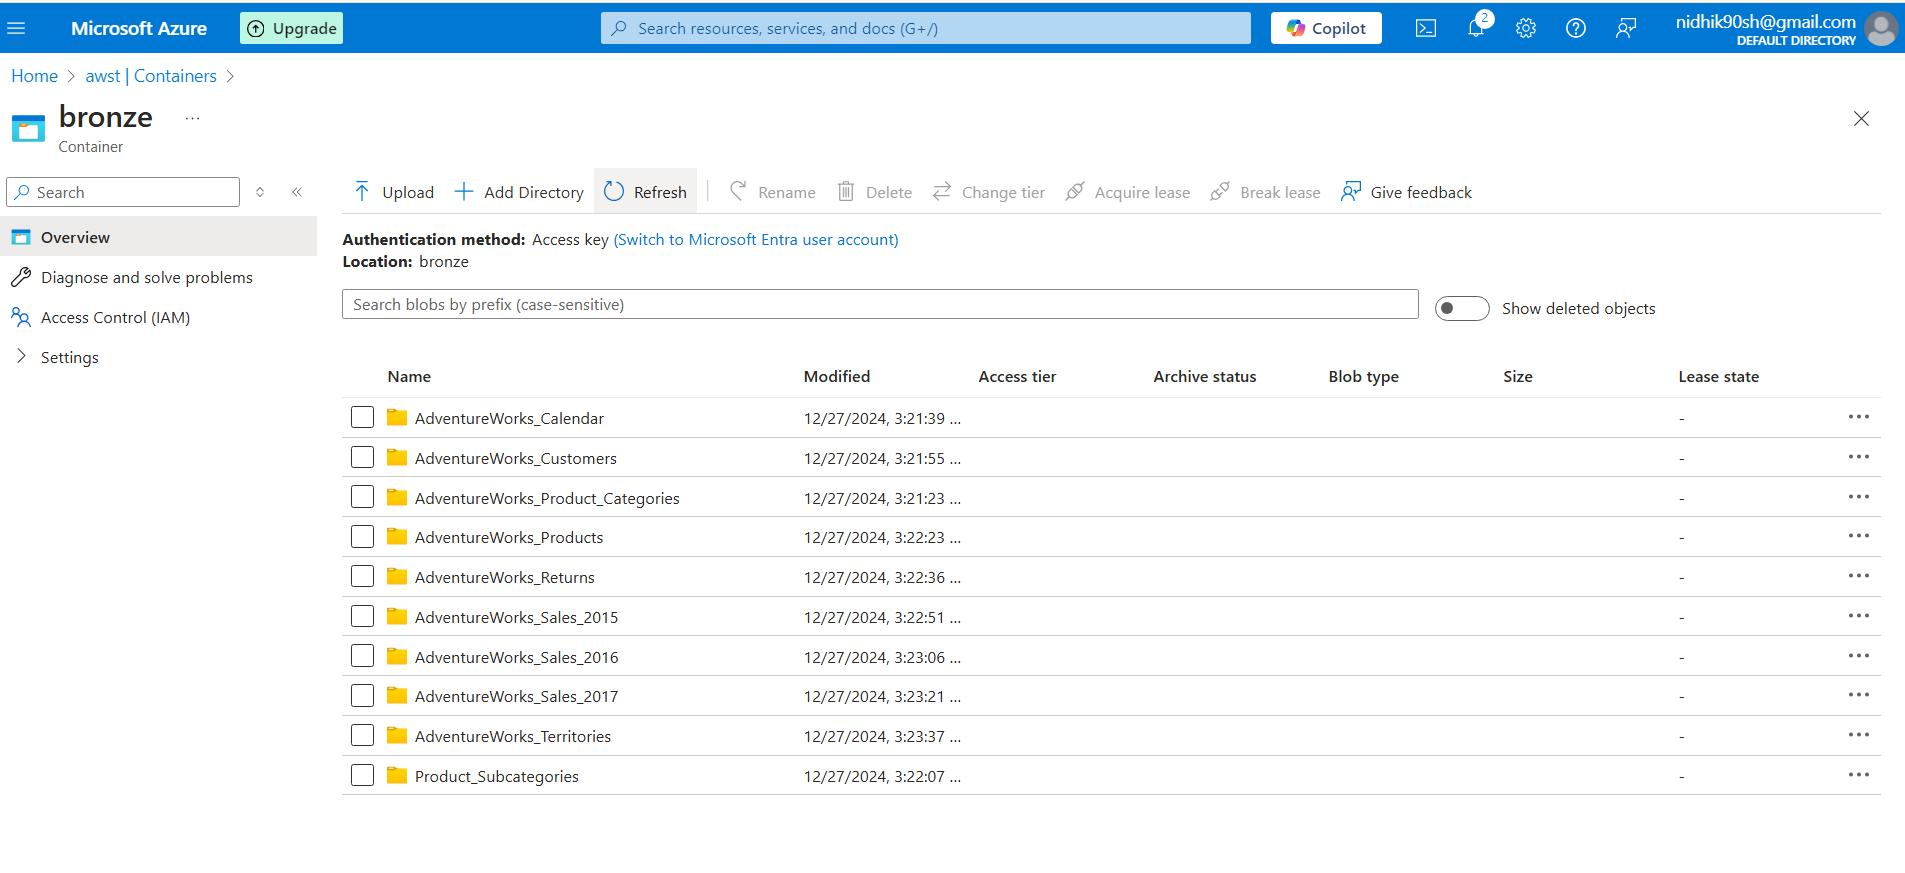 Microsoft Azure Upgrade Search resources, services, and docs (G+/) Copilot 2 nidhik90sh@gmail.com
DEFAULT DIRECTORY
Home > awst | Containers >
bronze ...
Container
Search
Upload Add Directory Refresh Rename Delete Change tier Acquire lease Break lease Give feedback
Overview
Diagnose and solve problems
Access Control (IAM)
Settings
Authentication method: Access key (Switch to Microsoft Entra user account)
Location: bronze
Search blobs by prefix (case-sensitive) Show deleted objects
Name Modified Access tier Archive status Blob type Size Lease state
AdventureWorks_Calendar 12/27/2024, 3:21:39 ... -
AdventureWorks_Customers 12/27/2024, 3:21:55 ... -
AdventureWorks_Product_Categories 12/27/2024, 3:21:23 ... -
AdventureWorks_Products 12/27/2024, 3:22:23 ... -
AdventureWorks_Returns 12/27/2024, 3:22:36 ... -
AdventureWorks_Sales_2015 12/27/2024, 3:22:51 ... -
AdventureWorks_Sales_2016 12/27/2024, 3:23:06 ... -
AdventureWorks_Sales_2017 12/27/2024, 3:23:21 ... -
AdventureWorks_Territories 12/27/2024, 3:23:37 ... -
Product_Subcategories 12/27/2024, 3:22:07 ... -